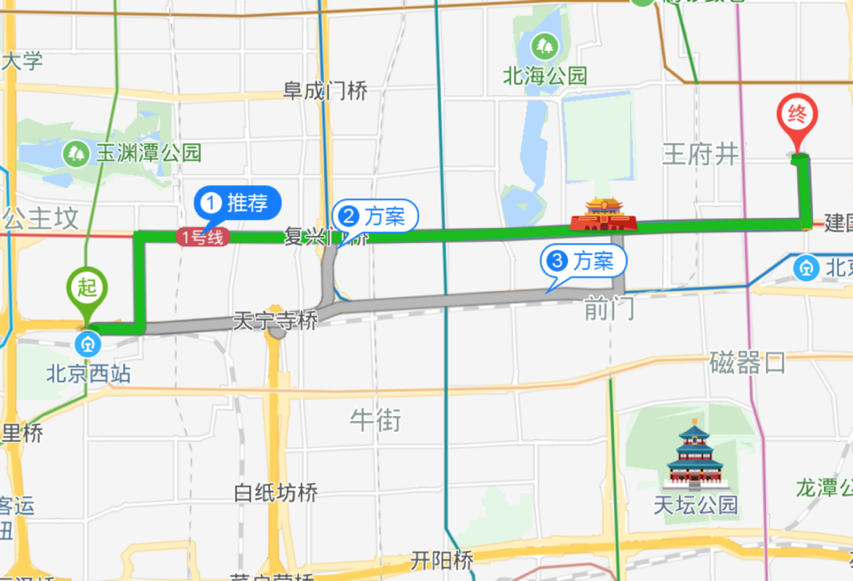 大学
阜成门桥
北海公园
终
玉渊潭公园
王府井
1 推荐
公主坟
2 方案
1号线
复兴门桥
建国
3 方案
起
北京
天宁寺桥
前门
北京西站
磁器口
牛街
里桥
白纸坊桥
天坛公园
龙潭公
客运
开阳桥